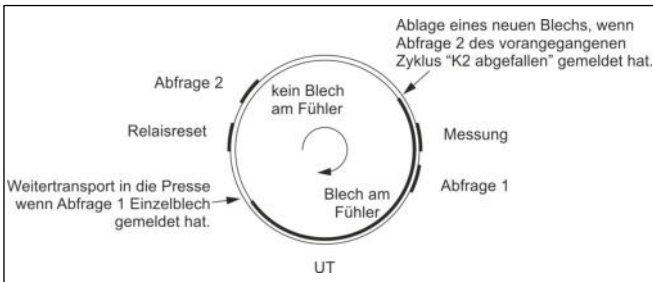 Ablage eines neuen Blechs, wenn
Abfrage 2 des vorangegangenen
Zyklus "K2 abgefallen" gemeldet hat.
Abfrage 2
kein Blech
am Fühler
Relaisreset
Messung
Weitertransport in die Presse
wenn Abfrage 1 Einzelblech
gemeldet hat.
Blech am
Fühler
Abfrage 1
UT